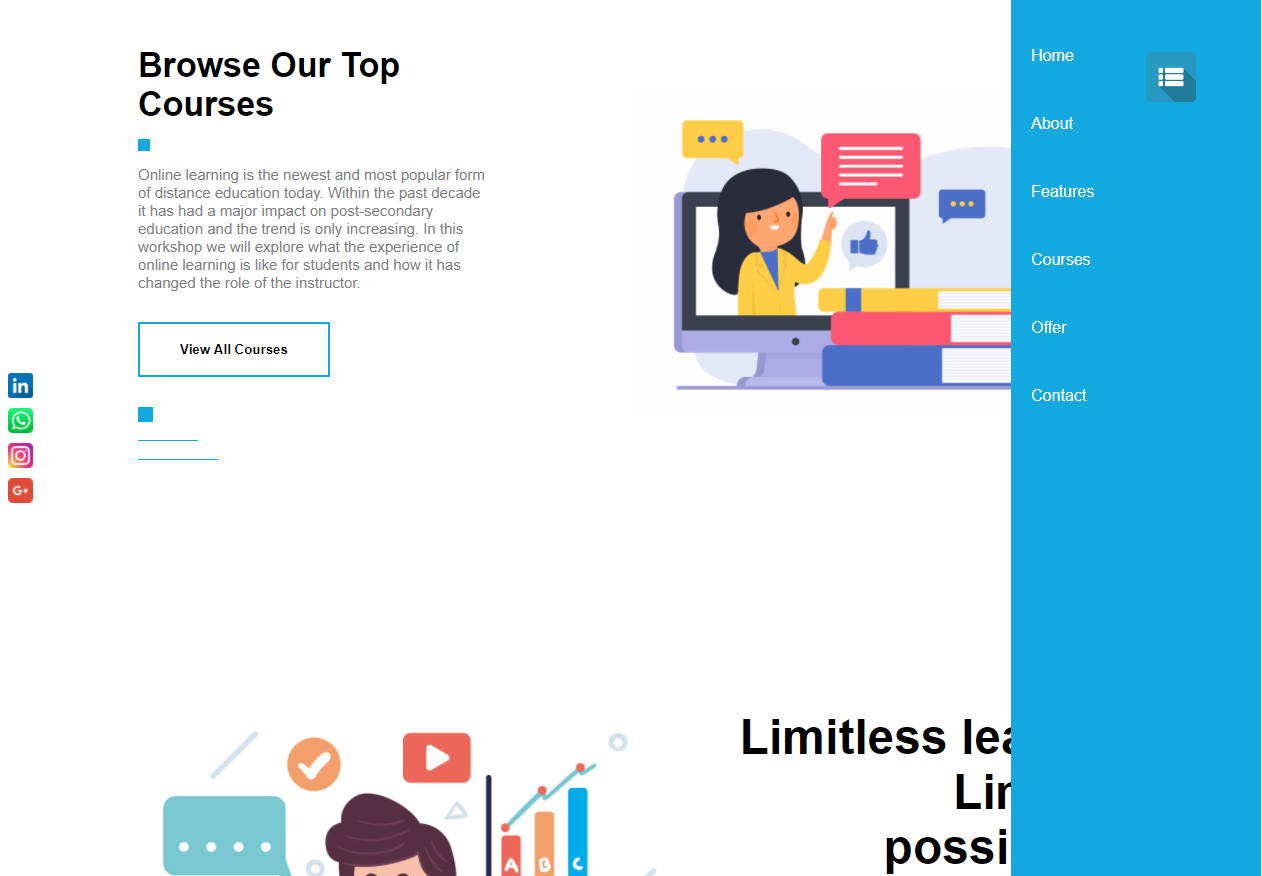 Browse Our Top
Courses
Online learning is the newest and most popular form
of distance education today. Within the past decade
it has had a major impact on post-secondary
education and the trend is only increasing. In this
workshop we will explore what the experience of
online learning is like for students and how it has
changed the role of the instructor.
View All Courses
in
G+
Home
About
Features
Courses
Offer
Contact
Limitless lea
Lin
possi
A
B
C